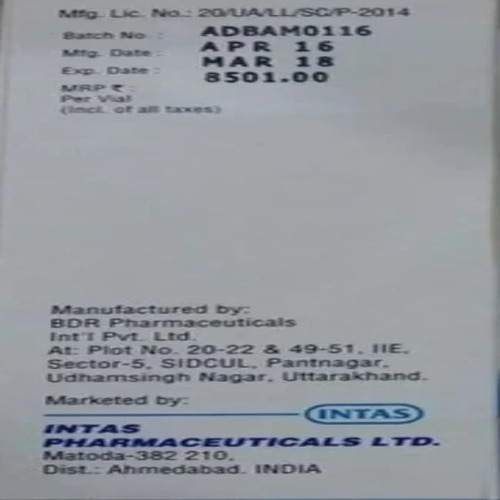 Mfg. Lic. No.: 20/UA/LL/SC/P-2014
Batch No. : ADBAM0116
Mfg. Date : APR 16
Exp. Date : MAR 18
MRP ₹ : 8501.00
Per Vial
(Incl. of all taxes)
Manufactured by:
BDR Pharmaceuticals
Int'l Pvt. Ltd.
At: Plot No. 20-22 & 49-51, IIE,
Sector-5, SIDCUL, Pantnagar,
Udhamsingh Nagar, Uttarakhand.
Marketed by:
INTAS
INTAS
PHARMACEUTICALS LTD.
Matoda-382 210,
Dist.: Ahmedabad. INDIA